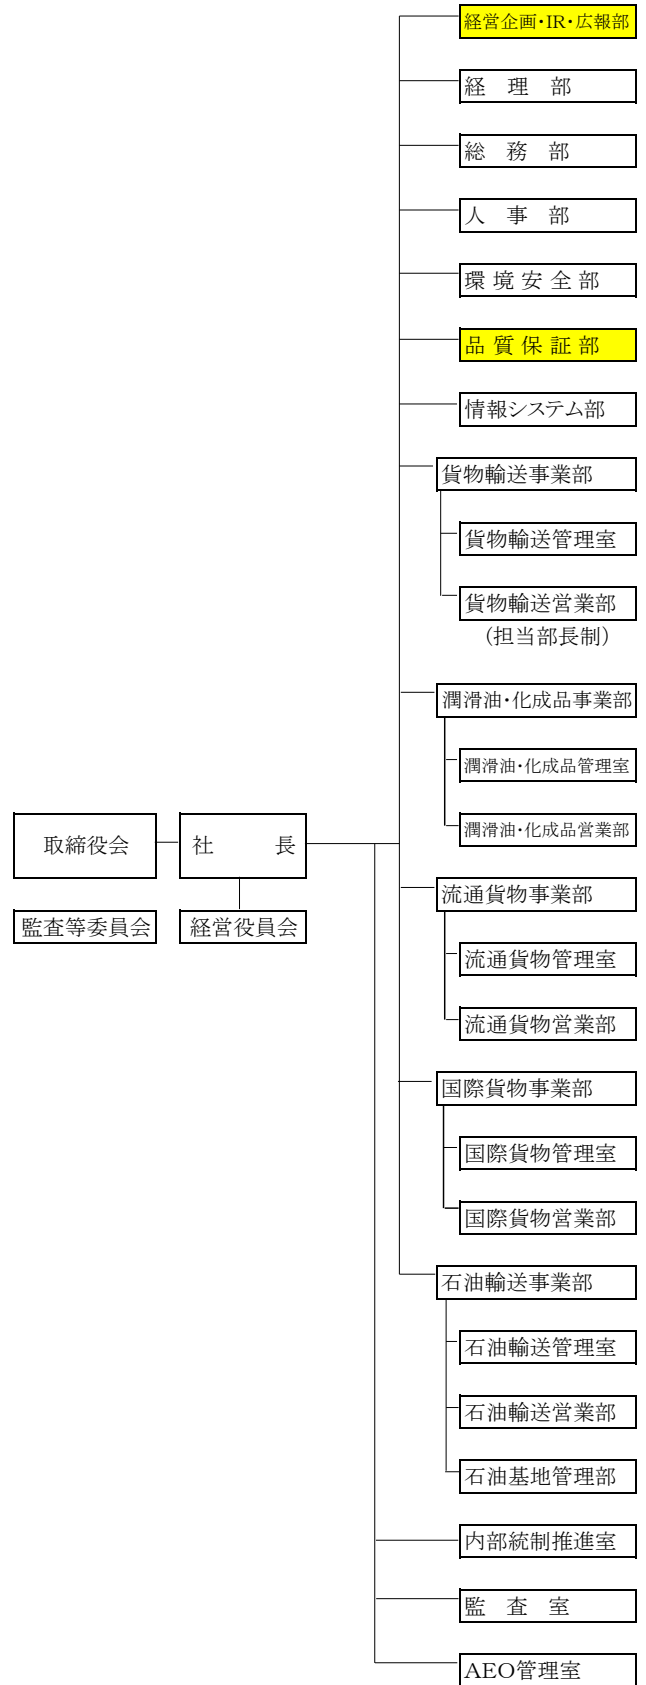 経営企画・IR・広報部
経　理　部
総　務　部
人　事　部
環 境 安 全 部
品 質 保 証 部
情報システム部
貨物輸送事業部
貨物輸送管理室
貨物輸送営業部
（担当部長制）
潤滑油・化成品事業部
潤滑油・化成品管理室
潤滑油・化成品営業部
取締役会
社　　長
監査等委員会
経営役員会
流通貨物事業部
流通貨物管理室
流通貨物営業部
国際貨物事業部
国際貨物管理室
国際貨物営業部
石油輸送事業部
石油輸送管理室
石油輸送営業部
石油基地管理部
内部統制推進室
監　査　室
AEO管理室